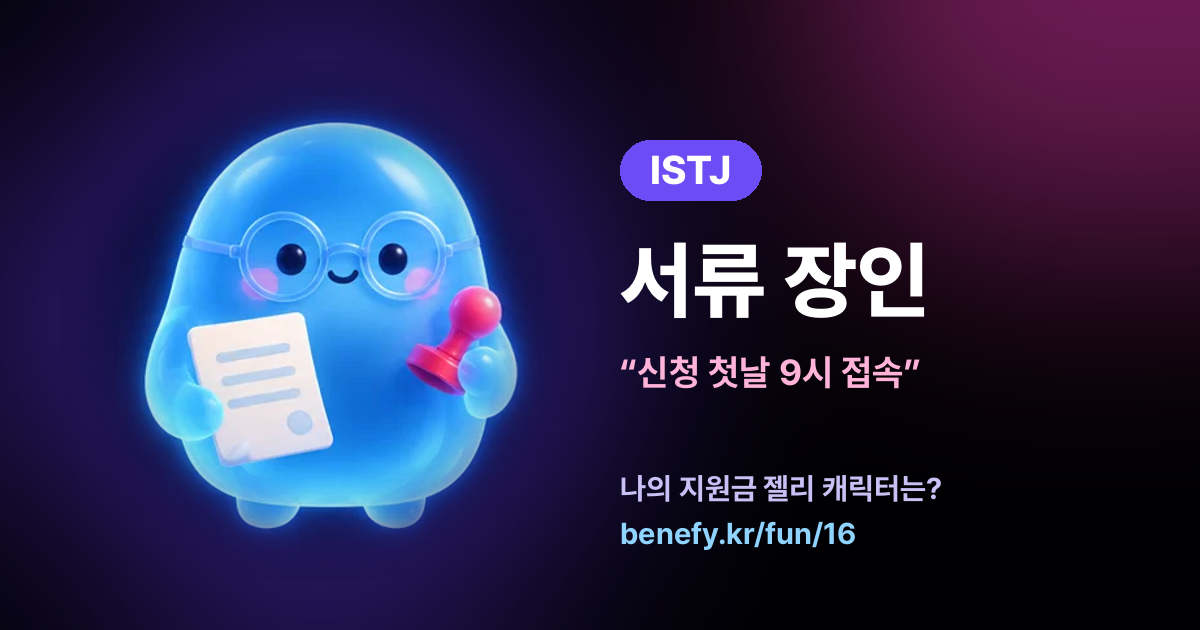 ISTJ
서류 장인
“신청 첫날 9시 접속”
나의 지원금 젤리 캐릭터는?
benefy.kr/fun/16